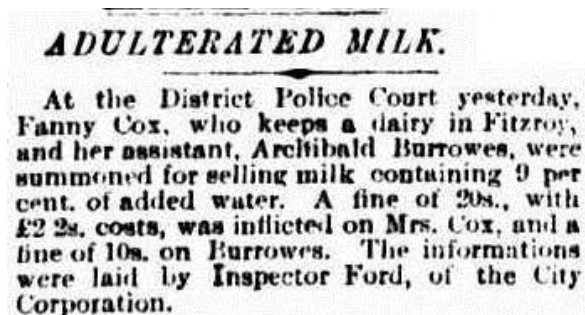 ADULTERATED MILK.
At the District Police Court yesterday,
Fanny Cox, who keeps a dairy in Fitzroy,
and her assistant, Archibald Burrowes, were
summoned for selling milk containing 9 per
cent. of added water. A fine of 20s., with
£2 2s. costs, was inflicted on Mrs. Cox, and a
fine of 10s. on Burrowes. The informations
were laid by Inspector Ford, of the City
Corporation.